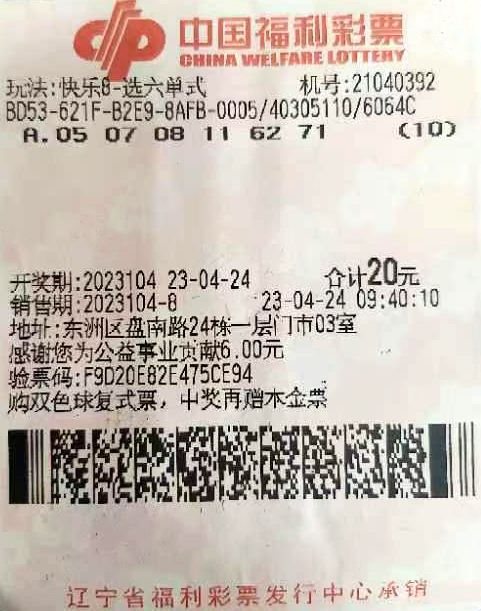 中国福利彩票
CHINA WELFARE LOTTERY
玩法:快乐8-选六单式 机号:21040392
BD53-621F-B2E9-8AFB-0005/40305110/6064C
A.05 07 08 11 62 71 (10)
开奖期:2023104 23-04-24 合计20元
销售期:2023104-8 23-04-24 09:40:10
地址:东洲区盘南路24栋一层门市03室
感谢您为公益事业贡献6.00元
验票码:F9D20E82E475CE94
购双色球复式票，中奖再赠木金票
辽宁省福利彩票发行中心承销